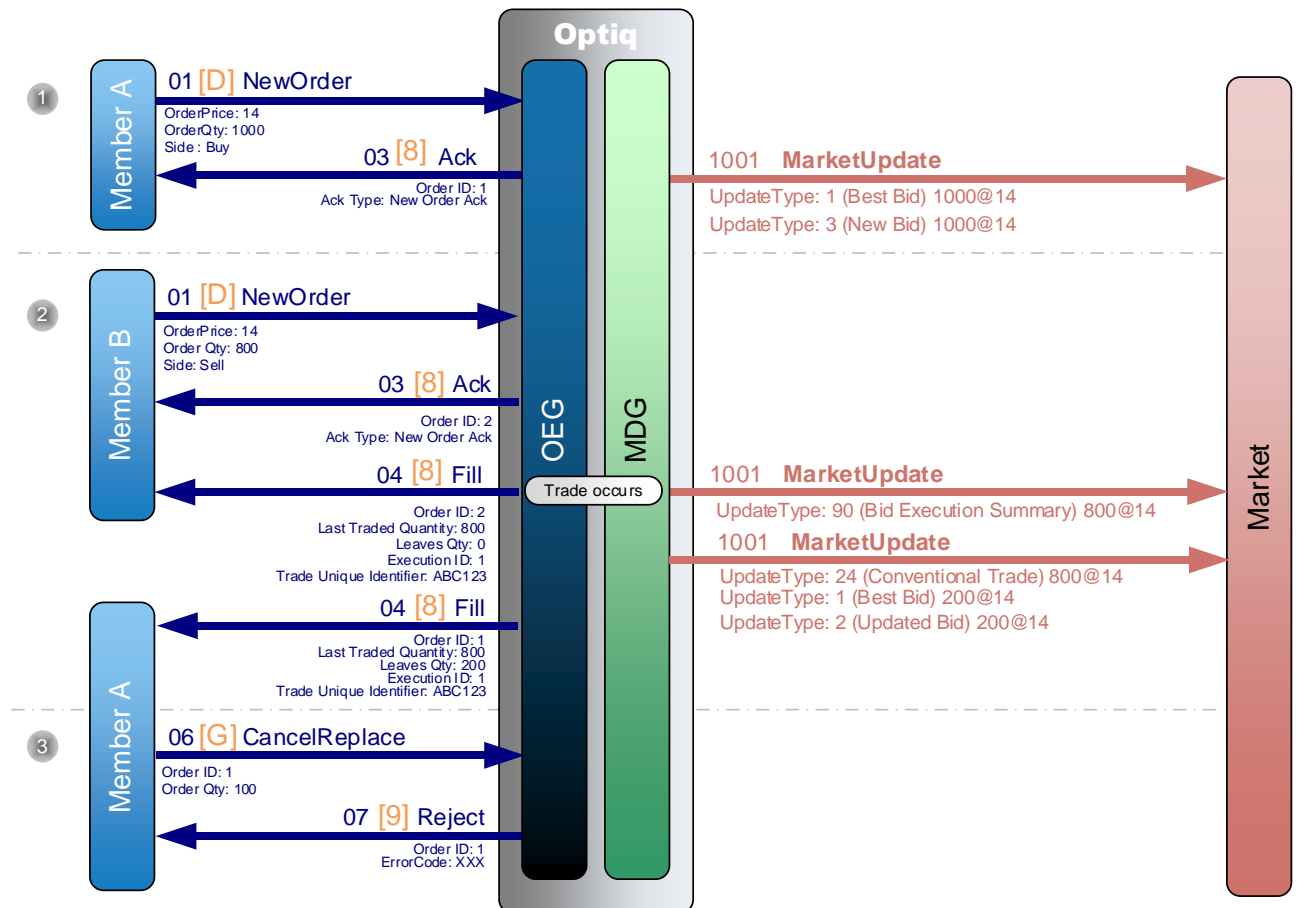 Optiq
1
Member A
01 [D] NewOrder
OrderPrice: 14
OrderQty: 1000
Side : Buy
03 [8] Ack
Order ID: 1
Ack Type: New Order Ack
1001 MarketUpdate
UpdateType: 1 (Best Bid) 1000@14
UpdateType: 3 (New Bid) 1000@14
2
Member B
01 [D] NewOrder
OrderPrice: 14
Order Qty: 800
Side: Sell
03 [8] Ack
Order ID: 2
Ack Type: New Order Ack
OEG
MDG
Market
04 [8] Fill
Trade occurs
Order ID: 2
Last Traded Quantity: 800
Leaves Qty: 0
Execution ID: 1
Trade Unique Identifier: ABC123
1001 MarketUpdate
UpdateType: 90 (Bid Execution Summary) 800@14
1001 MarketUpdate
UpdateType: 24 (Conventional Trade) 800@14
UpdateType: 1 (Best Bid) 200@14
UpdateType: 2 (Updated Bid) 200@14
Member A
04 [8] Fill
Order ID: 1
Last Traded Quantity: 800
Leaves Qty: 200
Execution ID: 1
Trade Unique Identifier: ABC123
3
06 [G] CancelReplace
Order ID: 1
Order Qty: 100
07 [9] Reject
Order ID: 1
ErrorCode: XXX